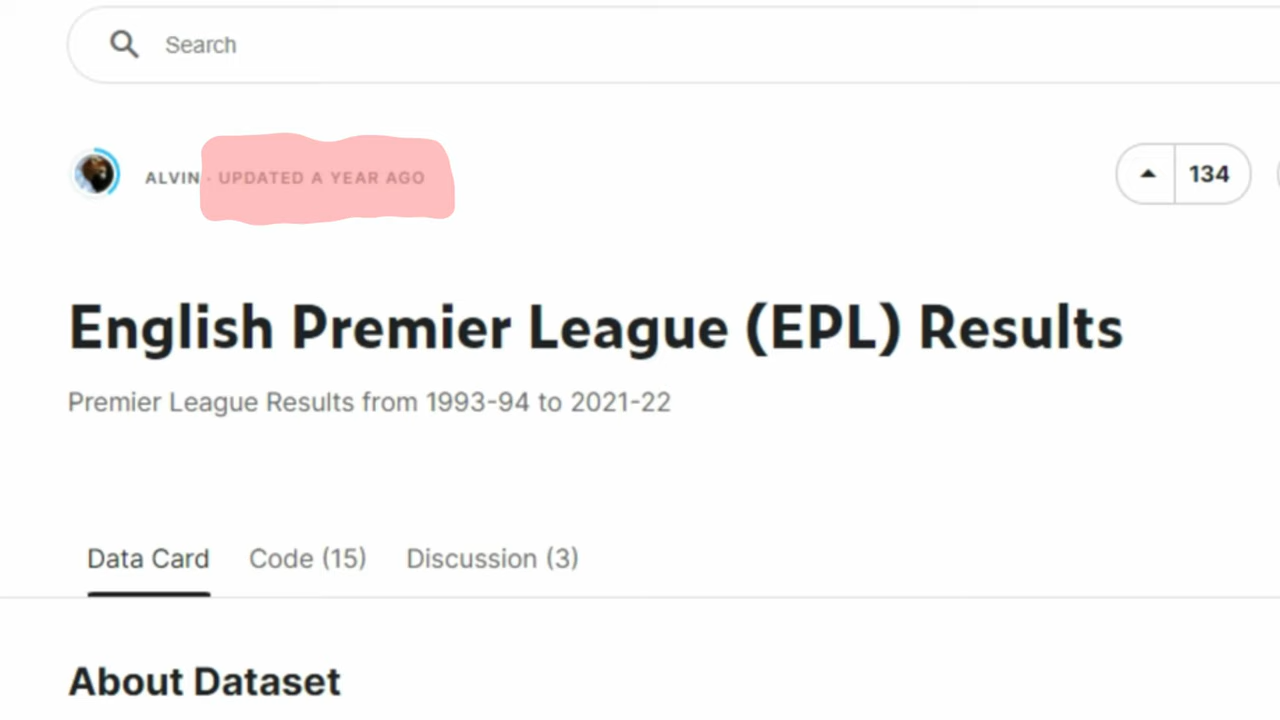 Search
ALVIN · UPDATED A YEAR AGO
134
English Premier League (EPL) Results
Premier League Results from 1993-94 to 2021-22
Data Card Code (15) Discussion (3)
About Dataset